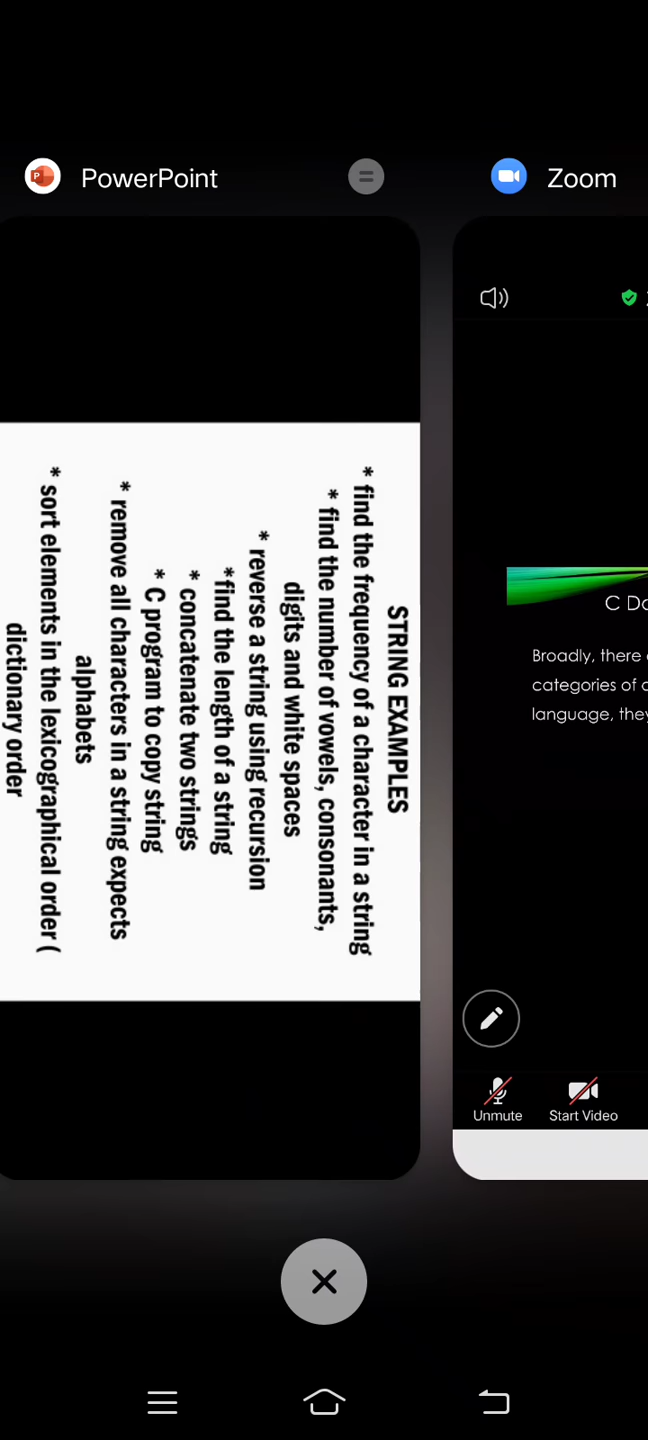 PowerPoint
STRING EXAMPLES
* find the frequency of a character in a string
* find the number of vowels, consonants,
digits and white spaces
* reverse a string using recursion
*find the length of a string
* concatenate two strings
* C program to copy string
* remove all characters in a string expects
alphabets
* sort elements in the lexicographical order (
dictionary order
Zoom
C Da
Broadly, there
categories of
language, they
Unmute
Start Video